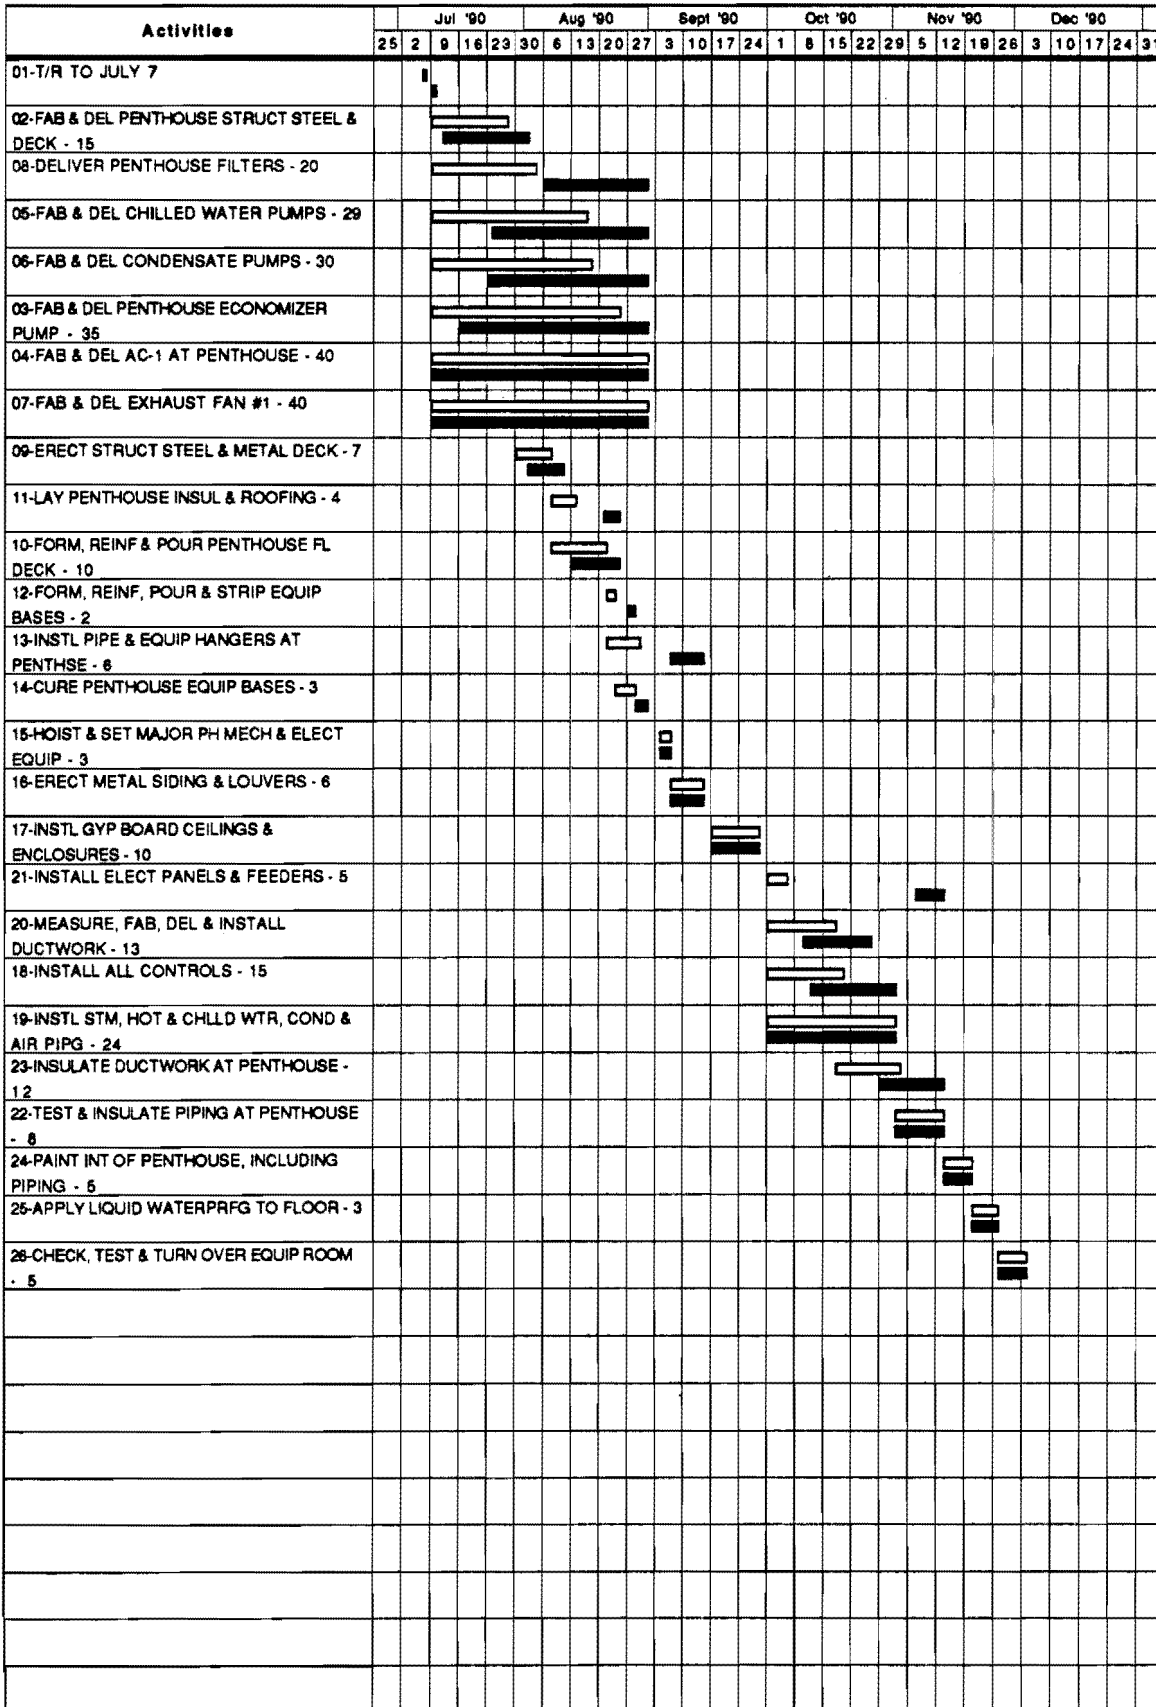 Activities
Jul '90 Aug '90 Sept '90 Oct '90 Nov '90 Dec '90
25 2 9 16 23 30 6 13 20 27 3 10 17 24 1 8 15 22 29 5 12 19 26 3 10 17 24 31
01-T/R TO JULY 7
02-FAB & DEL PENTHOUSE STRUCT STEEL &
DECK - 15
08-DELIVER PENTHOUSE FILTERS - 20
05-FAB & DEL CHILLED WATER PUMPS - 29
06-FAB & DEL CONDENSATE PUMPS - 30
03-FAB & DEL PENTHOUSE ECONOMIZER
PUMP - 35
04-FAB & DEL AC-1 AT PENTHOUSE - 40
07-FAB & DEL EXHAUST FAN #1 - 40
09-ERECT STRUCT STEEL & METAL DECK - 7
11-LAY PENTHOUSE INSUL & ROOFING - 4
10-FORM, REINF & POUR PENTHOUSE FL
DECK - 10
12-FORM, REINF, POUR & STRIP EQUIP
BASES - 2
13-INSTL PIPE & EQUIP HANGERS AT
PENTHSE - 6
14-CURE PENTHOUSE EQUIP BASES - 3
15-HOIST & SET MAJOR PH MECH & ELECT
EQUIP - 3
16-ERECT METAL SIDING & LOUVERS - 6
17-INSTL GYP BOARD CEILINGS &
ENCLOSURES - 10
21-INSTALL ELECT PANELS & FEEDERS - 5
20-MEASURE, FAB, DEL & INSTALL
DUCTWORK - 13
18-INSTALL ALL CONTROLS - 15
19-INSTL STM, HOT & CHLLD WTR, COND &
AIR PIPG - 24
23-INSULATE DUCTWORK AT PENTHOUSE -
12
22-TEST & INSULATE PIPING AT PENTHOUSE
- 8
24-PAINT INT OF PENTHOUSE, INCLUDING
PIPING - 5
25-APPLY LIQUID WATERPRFG TO FLOOR - 3
26-CHECK, TEST & TURN OVER EQUIP ROOM
- 5